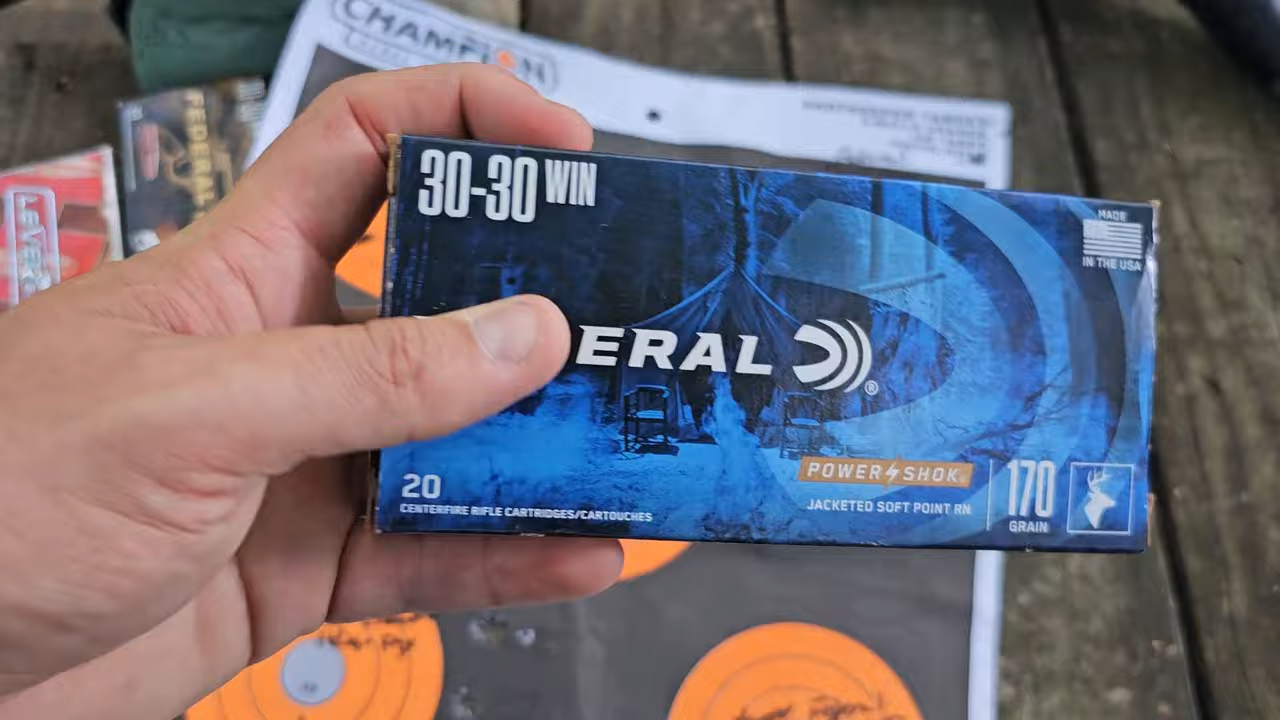 CHAMPION
FEDERAL
30-30 WIN
MADE
IN THE USA
ERAL
®
20
CENTERFIRE RIFLE CARTRIDGES/CARTOUCHES
POWER SHOK®
JACKETED SOFT POINT RN
170
GRAIN